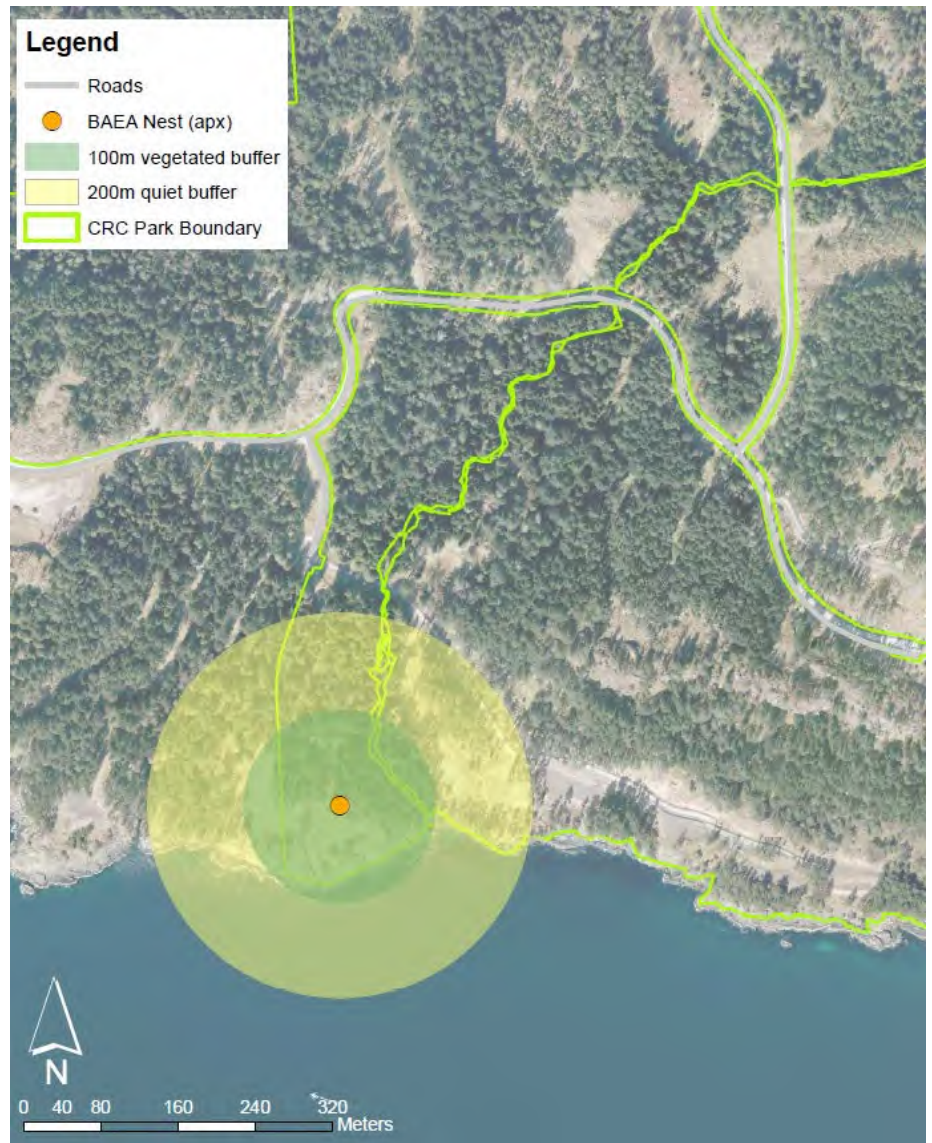 Legend
Roads
BAEA Nest (apx)
100m vegetated buffer
200m quiet buffer
CRC Park Boundary
N
0 40 80 160 240 320
Meters